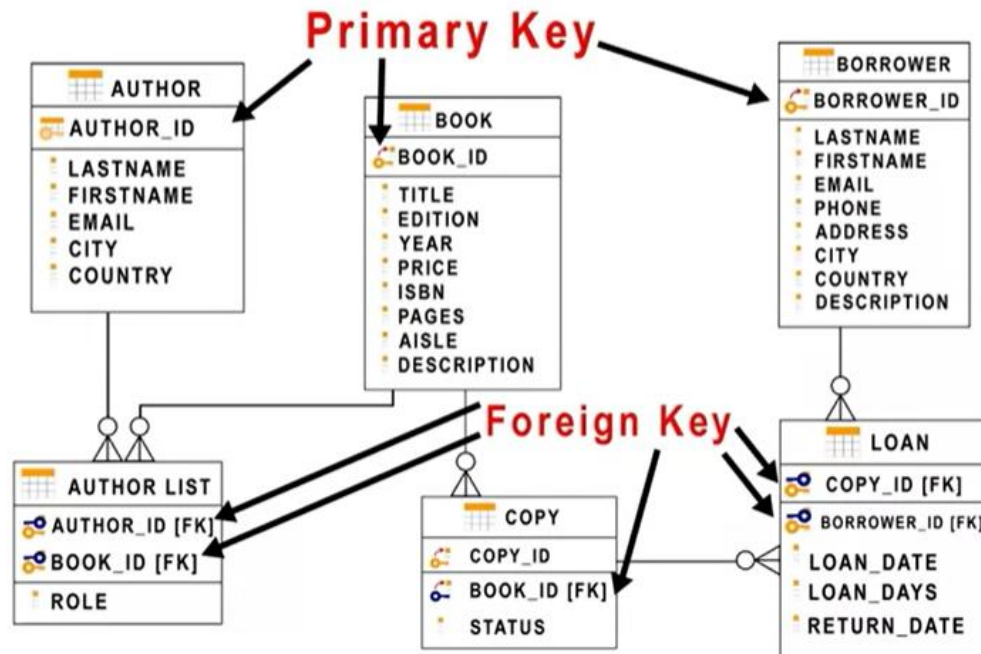 Primary Key
AUTHOR
AUTHOR_ID
LASTNAME
FIRSTNAME
EMAIL
CITY
COUNTRY
BOOK
BOOK_ID
TITLE
EDITION
YEAR
PRICE
ISBN
PAGES
AISLE
DESCRIPTION
BORROWER
BORROWER_ID
LASTNAME
FIRSTNAME
EMAIL
PHONE
ADDRESS
CITY
COUNTRY
DESCRIPTION
Foreign Key
AUTHOR LIST
AUTHOR_ID [FK]
BOOK_ID [FK]
ROLE
COPY
COPY_ID
BOOK_ID [FK]
STATUS
LOAN
COPY_ID [FK]
BORROWER_ID [FK]
LOAN_DATE
LOAN_DAYS
RETURN_DATE